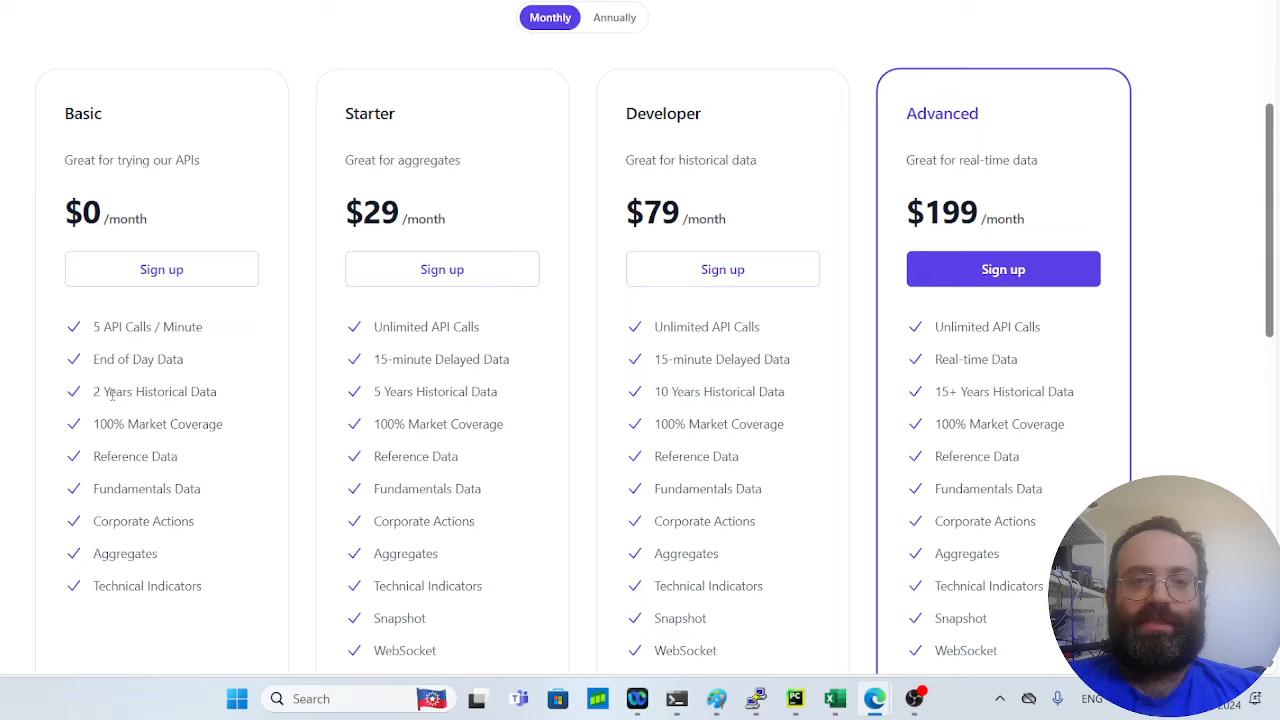 Monthly
Annually
Basic
Great for trying our APIs
$0 /month
Sign up
5 API Calls / Minute
End of Day Data
2 Years Historical Data
100% Market Coverage
Reference Data
Fundamentals Data
Corporate Actions
Aggregates
Technical Indicators
Starter
Great for aggregates
$29 /month
Sign up
Unlimited API Calls
15-minute Delayed Data
5 Years Historical Data
100% Market Coverage
Reference Data
Fundamentals Data
Corporate Actions
Aggregates
Technical Indicators
Snapshot
WebSocket
Developer
Great for historical data
$79 /month
Sign up
Unlimited API Calls
15-minute Delayed Data
10 Years Historical Data
100% Market Coverage
Reference Data
Fundamentals Data
Corporate Actions
Aggregates
Technical Indicators
Snapshot
WebSocket
Advanced
Great for real-time data
$199 /month
Sign up
Unlimited API Calls
Real-time Data
15+ Years Historical Data
100% Market Coverage
Reference Data
Fundamentals Data
Corporate Actions
Aggregates
Technical Indicators
Snapshot
WebSocket
Search
ENG
2024